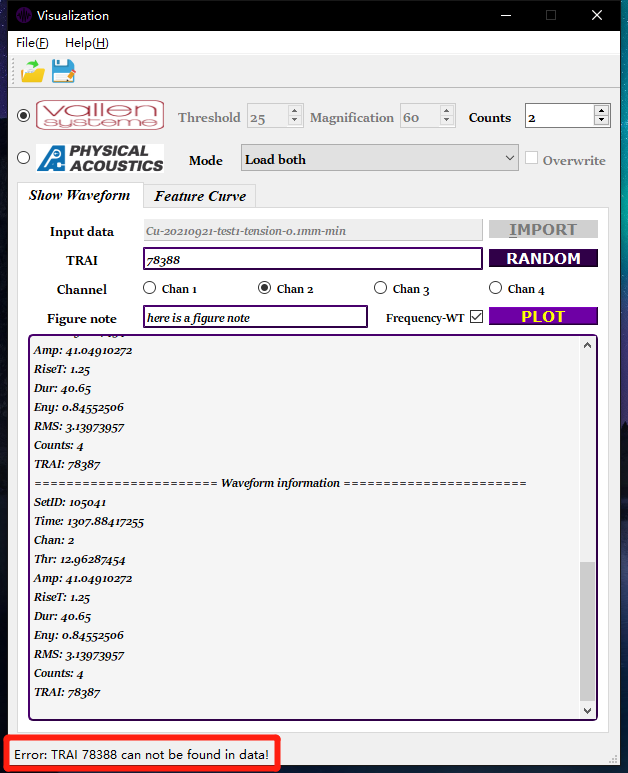 Visualization
File(F) Help(H)
vallen
systeme
Threshold 25 Magnification 60 Counts 2
PHYSICAL
ACOUSTICS
Mode Load both Overwrite
Show Waveform Feature Curve
Input data Cu-20210921-test1-tension-0.1mm-min IMPORT
TRAI 78388 RANDOM
Channel Chan 1 Chan 2 Chan 3 Chan 4
Figure note here is a figure note Frequency-WT PLOT
Amp: 41.04910272
RiseT: 1.25
Dur: 40.65
Eny: 0.84552506
RMS: 3.13973957
Counts: 4
TRAI: 78387
======================= Waveform information =======================
SetID: 105041
Time: 1307.88417255
Chan: 2
Thr: 12.96287454
Amp: 41.04910272
RiseT: 1.25
Dur: 40.65
Eny: 0.84552506
RMS: 3.13973957
Counts: 4
TRAI: 78387
Error: TRAI 78388 can not be found in data!